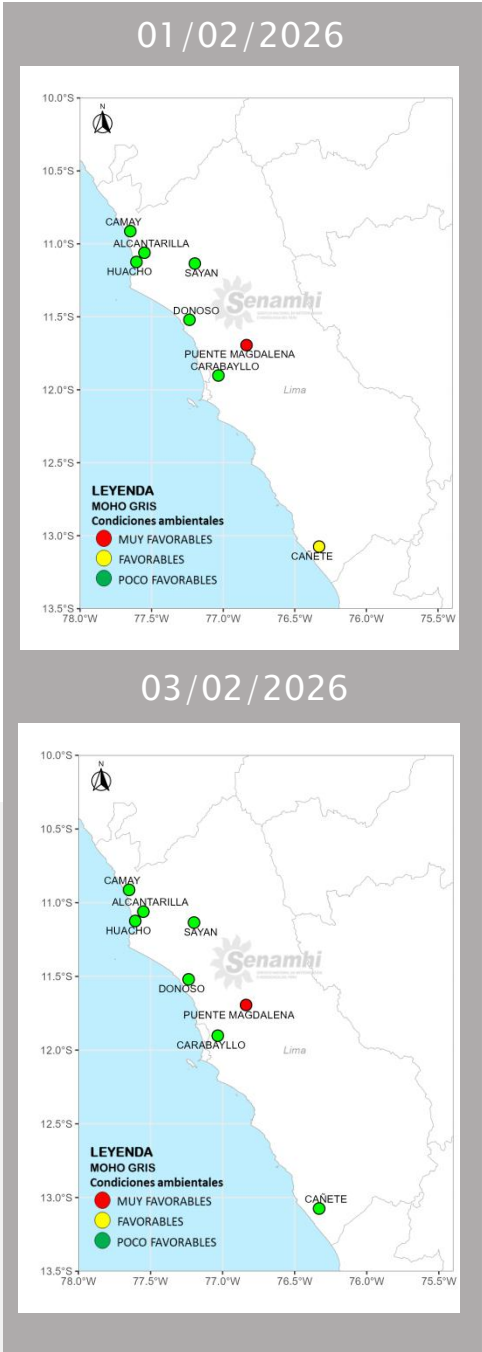 01/02/2026
10.0°S
N
10.5°S
CAMAY
11.0°S
ALCANTARILLA
HUACHO
SAYAN
Senamhi
11.5°S
DONOSO
PUENTE MAGDALENA
CARABAYLLO
12.0°S
Lima
12.5°S
LEYENDA
MOHO GRIS
Condiciones ambientales
13.0°S
MUY FAVORABLES
CAÑETE
FAVORABLES
POCO FAVORABLES
13.5°S
78.0°W 77.5°W 77.0°W 76.5°W 76.0°W 75.5°W
03/02/2026
10.0°S
N
10.5°S
CAMAY
11.0°S
ALCANTARILLA
HUACHO
SAYAN
Senamhi
11.5°S
DONOSO
PUENTE MAGDALENA
12.0°S
CARABAYLLO
Lima
12.5°S
LEYENDA
MOHO GRIS
Condiciones ambientales
13.0°S
CAÑETE
MUY FAVORABLES
FAVORABLES
POCO FAVORABLES
13.5°S
78.0°W 77.5°W 77.0°W 76.5°W 76.0°W 75.5°W